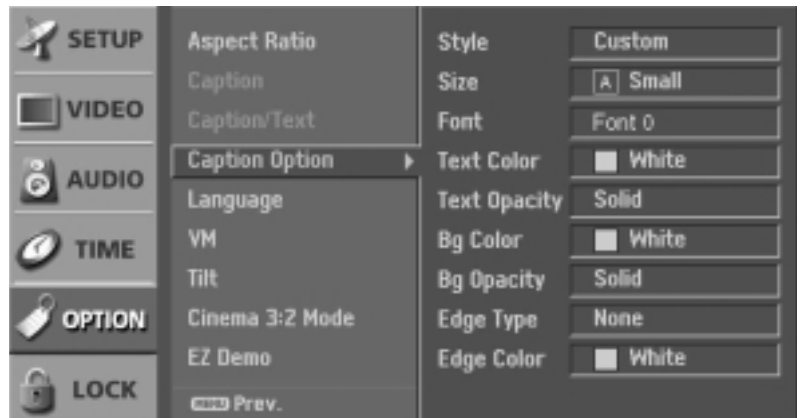 SETUP
VIDEO
AUDIO
TIME
OPTION
LOCK
Aspect Ratio
Caption
Caption/Text
Caption Option
Language
VM
Tilt
Cinema 3:2 Mode
EZ Demo
MENU Prev.
Style Custom
Size A Small
Font Font 0
Text Color White
Text Opacity Solid
Bg Color White
Bg Opacity Solid
Edge Type None
Edge Color White